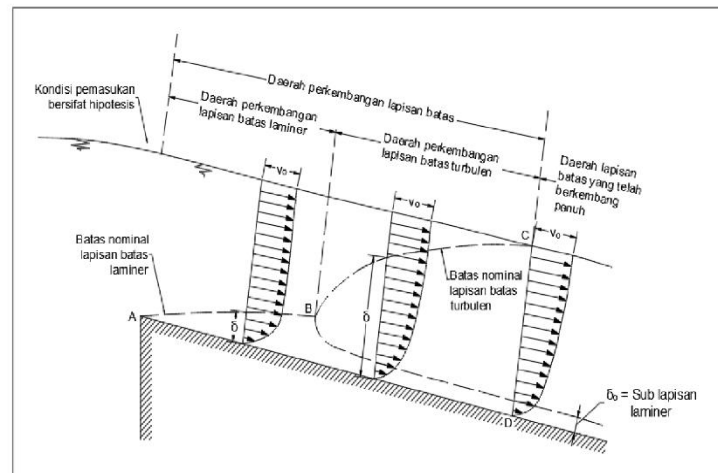 Kondisi pemasukan
bersifat hipotesis
Daerah perkembangan lapisan batas
Daerah perkembangan
lapisan batas laminer
Daerah perkembangan
lapisan batas turbulen
Daerah lapisan
batas yang telah
berkembang
penuh
v₀
v₀
v₀
C
Batas nominal
lapisan batas
laminer
Batas nominal
lapisan batas
turbulen
A
B
δ
δ
D
δ₀ = Sub lapisan
laminer